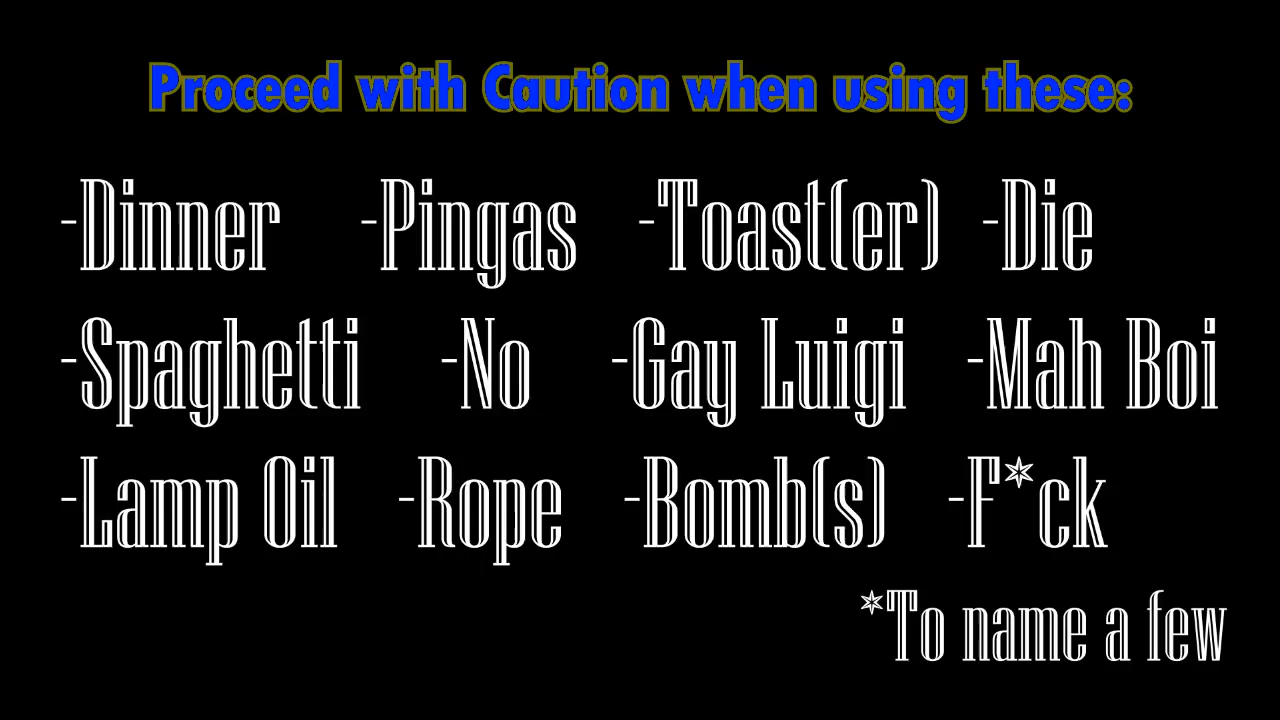 Proceed with Caution when using these:
-Dinner -Pingas -Toast(er) -Die
-Spaghetti -No -Gay Luigi -Mah Boi
-Lamp Oil -Rope -Bomb(s) -F*ck
*To name a few